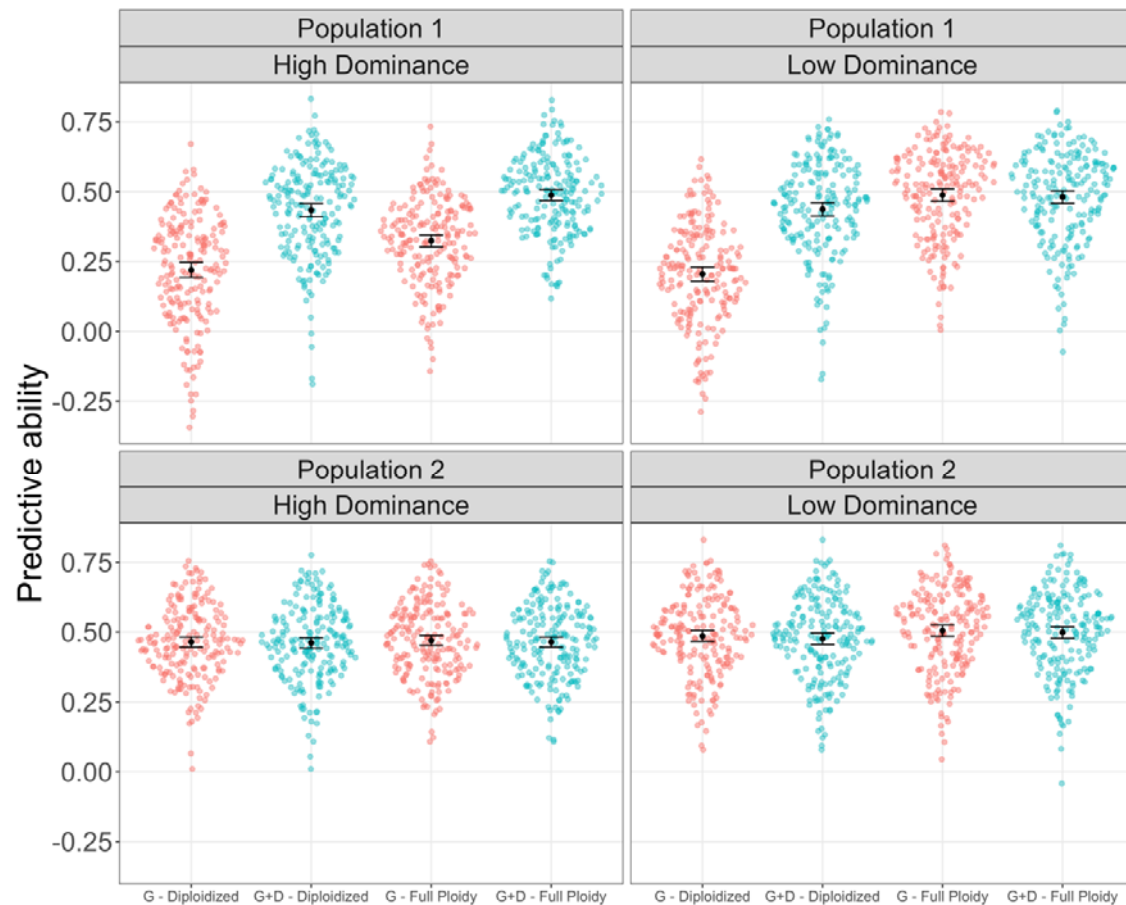 Population 1
Population 1
High Dominance
Low Dominance
0.75
0.50
0.25
0.00
-0.25
Predictive ability
Population 2
Population 2
High Dominance
Low Dominance
0.75
0.50
0.25
0.00
-0.25
G - Diploidized G+D - Diploidized G - Full Ploidy G+D - Full Ploidy
G - Diploidized G+D - Diploidized G - Full Ploidy G+D - Full Ploidy